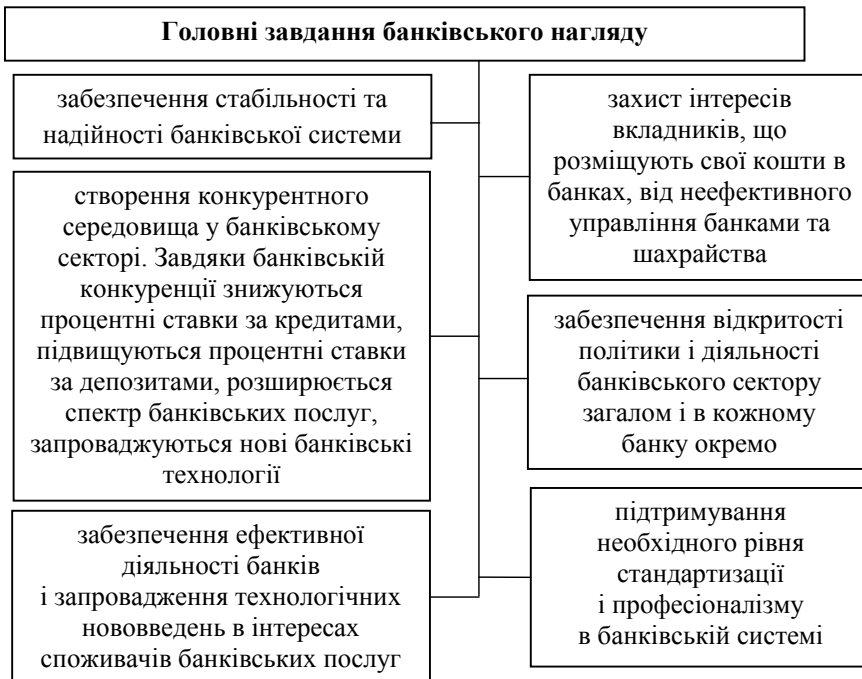 Головні завдання банківського нагляду
забезпечення стабільності та
надійності банківської системи
створення конкурентного
середовища у банківському
секторі. Завдяки банківській
конкуренції знижуються
процентні ставки за кредитами,
підвищуються процентні ставки
за депозитами, розширюється
спектр банківських послуг,
запроваджуються нові банківські
технології
забезпечення ефективної
діяльності банків
і запровадження технологічних
нововведень в інтересах
споживачів банківських послуг
захист інтересів
вкладників, що
розміщують свої кошти в
банках, від неефективного
управління банками та
шахрайства
забезпечення відкритості
політики і діяльності
банківського сектору
загалом і в кожному
банку окремо
підтримування
необхідного рівня
стандартизації
і професіоналізму
в банківській системі